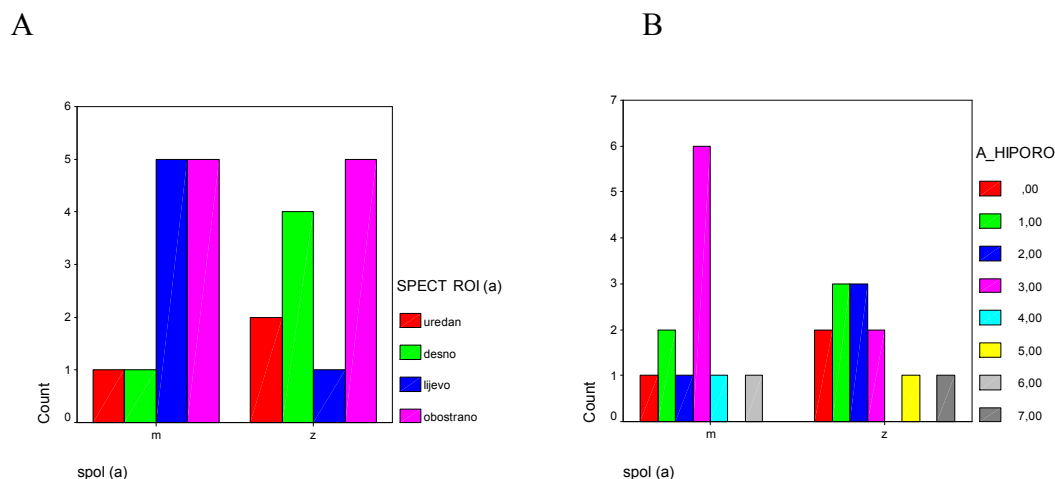 A
6
5
4
3
2
1
0
Count
m z
spol (a)
SPECT ROI (a)
uredan
desno
lijevo
obostrano
B
7
6
5
4
3
2
1
0
Count
m z
spol (a)
A_HIPORO
,00
1,00
2,00
3,00
4,00
5,00
6,00
7,00